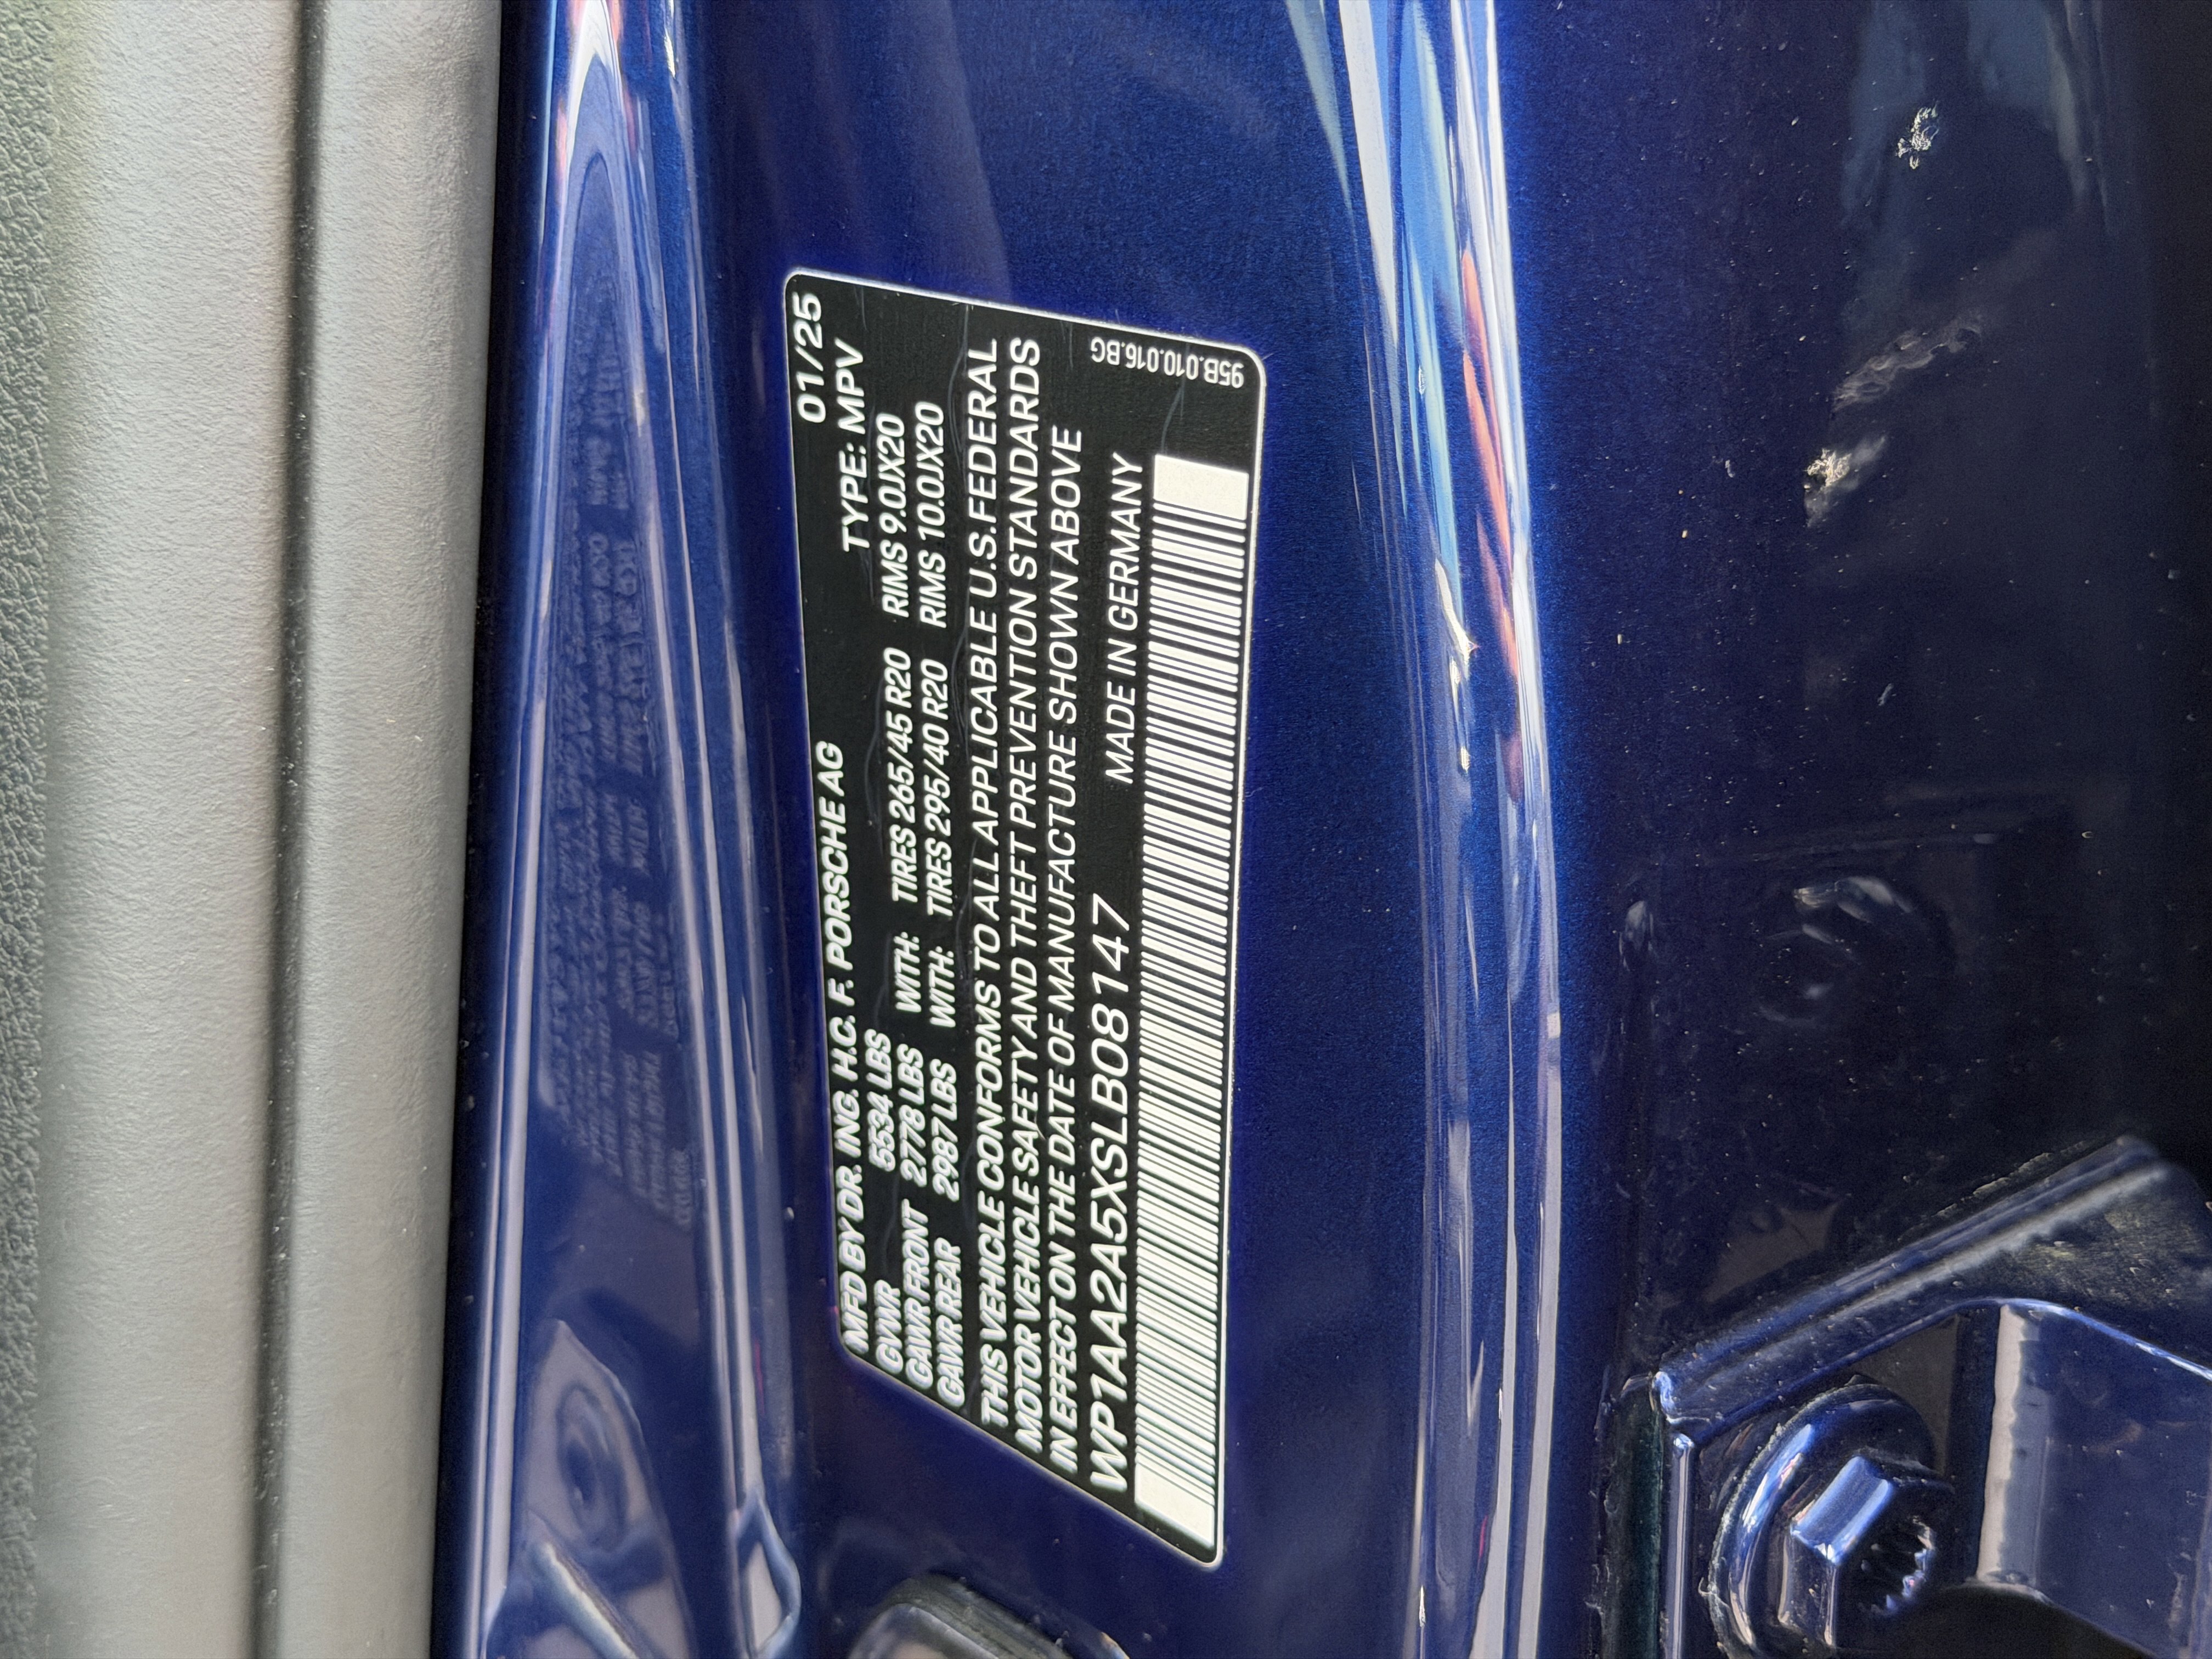 MFD BY DR. ING. H.C. F. PORSCHE AG 01/25
GVWR 5534 LBS TYPE: MPV
GAWR FRONT 2778 LBS WITH: TIRES 265/45 R20 RIMS 9.0JX20
GAWR REAR 2987 LBS WITH: TIRES 295/40 R20 RIMS 10.0JX20
THIS VEHICLE CONFORMS TO ALL APPLICABLE U.S. FEDERAL
MOTOR VEHICLE SAFETY AND THEFT PREVENTION STANDARDS
IN EFFECT ON THE DATE OF MANUFACTURE SHOWN ABOVE
WP1AA2A5XSLB08147 MADE IN GERMANY
95B.010.016.BG